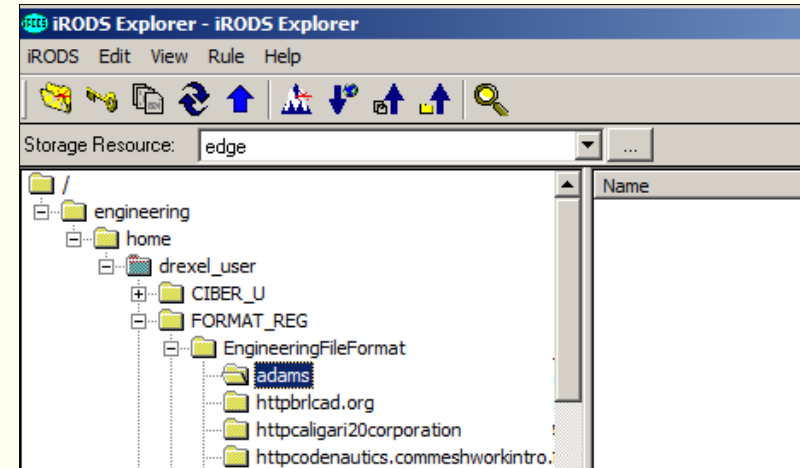 iRODS Explorer - iRODS Explorer
iRODS Edit View Rule Help
Storage Resource: edge ...
/
Name
engineering
home
drexel_user
CIBER_U
FORMAT_REG
EngineeringFileFormat
adams
httpbrlcad.org
httpcaligari20corporation
httpcodenautics.commeshworkintro.